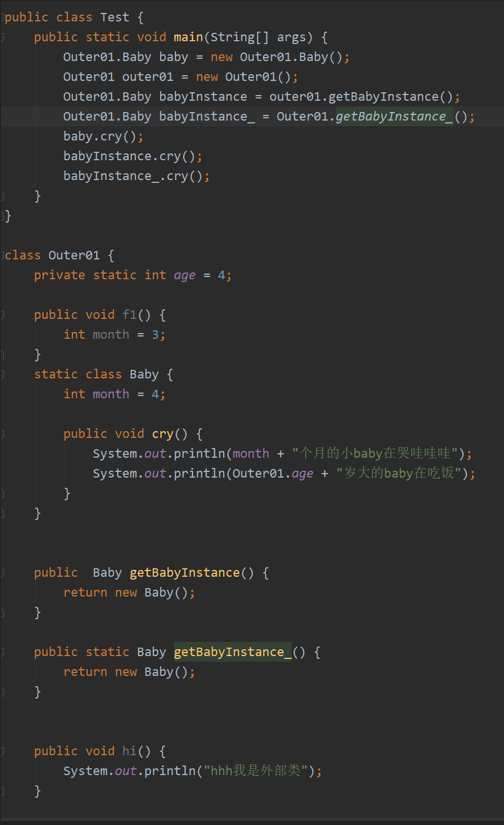 public class Test {
    public static void main(String[] args) {
        Outer01.Baby baby = new Outer01.Baby();
        Outer01 outer01 = new Outer01();
        Outer01.Baby babyInstance = outer01.getBabyInstance();
        Outer01.Baby babyInstance_ = Outer01.getBabyInstance_();
        baby.cry();
        babyInstance.cry();
        babyInstance_.cry();
    }
}
class Outer01 {
    private static int age = 4;
    public void f1() {
        int month = 3;
    }
    static class Baby {
        int month = 4;
        public void cry() {
            System.out.println(month + "个月的小baby在哭哇哇哇");
            System.out.println(Outer01.age + "岁大的baby在吃饭");
        }
    }
    public  Baby getBabyInstance() {
        return new Baby();
    }
    public static Baby getBabyInstance_() {
        return new Baby();
    }
    public void hi() {
        System.out.println("hhh我是外部类");
    }